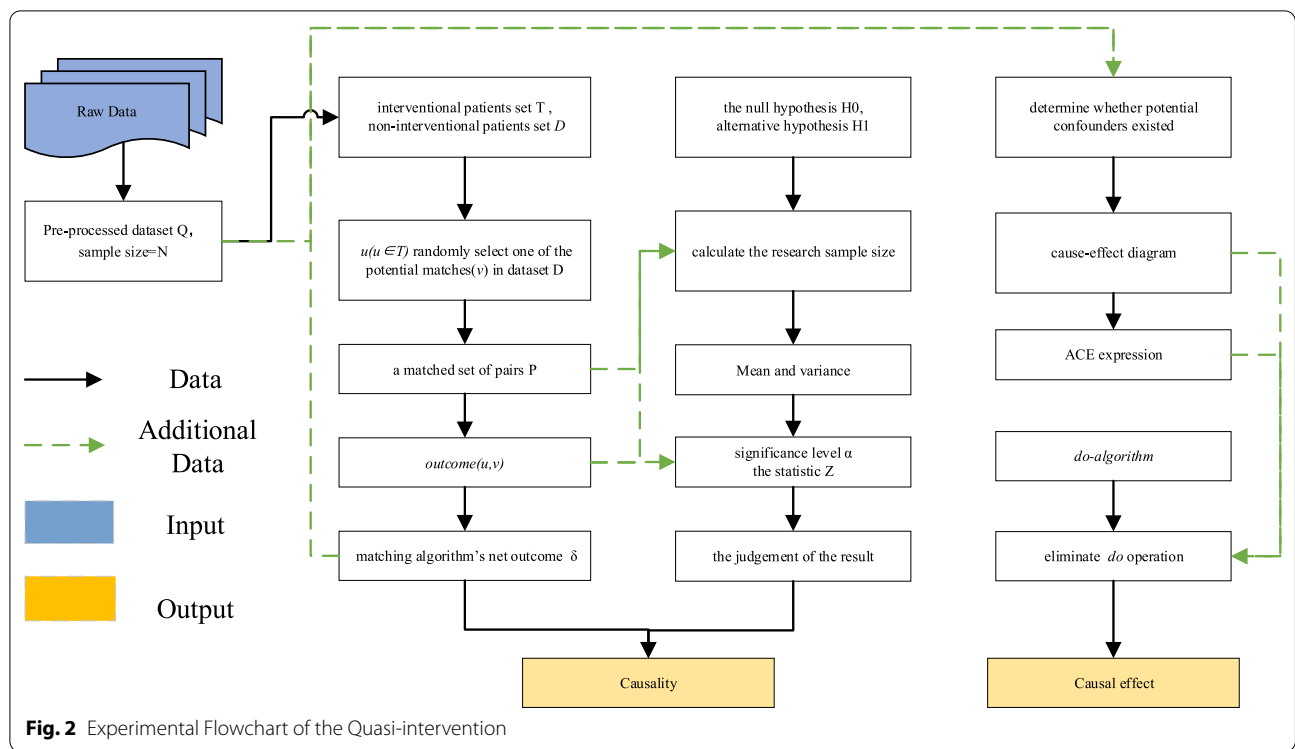 Raw Data
Pre-processed dataset Q,
sample size=N
Data
Additional
Data
Input
Output
interventional patients set T ,
non-interventional patients set D
u(u∈T) randomly select one of the
potential matches(v) in dataset D
a matched set of pairs P
outcome(u,v)
matching algorithm's net outcome δ
the null hypothesis H0,
alternative hypothesis H1
calculate the research sample size
Mean and variance
significance level α
the statistic Z
the judgement of the result
Causality
determine whether potential
confounders existed
cause-effect diagram
ACE expression
do-algorithm
eliminate do operation
Causal effect
Fig. 2 Experimental Flowchart of the Quasi-intervention